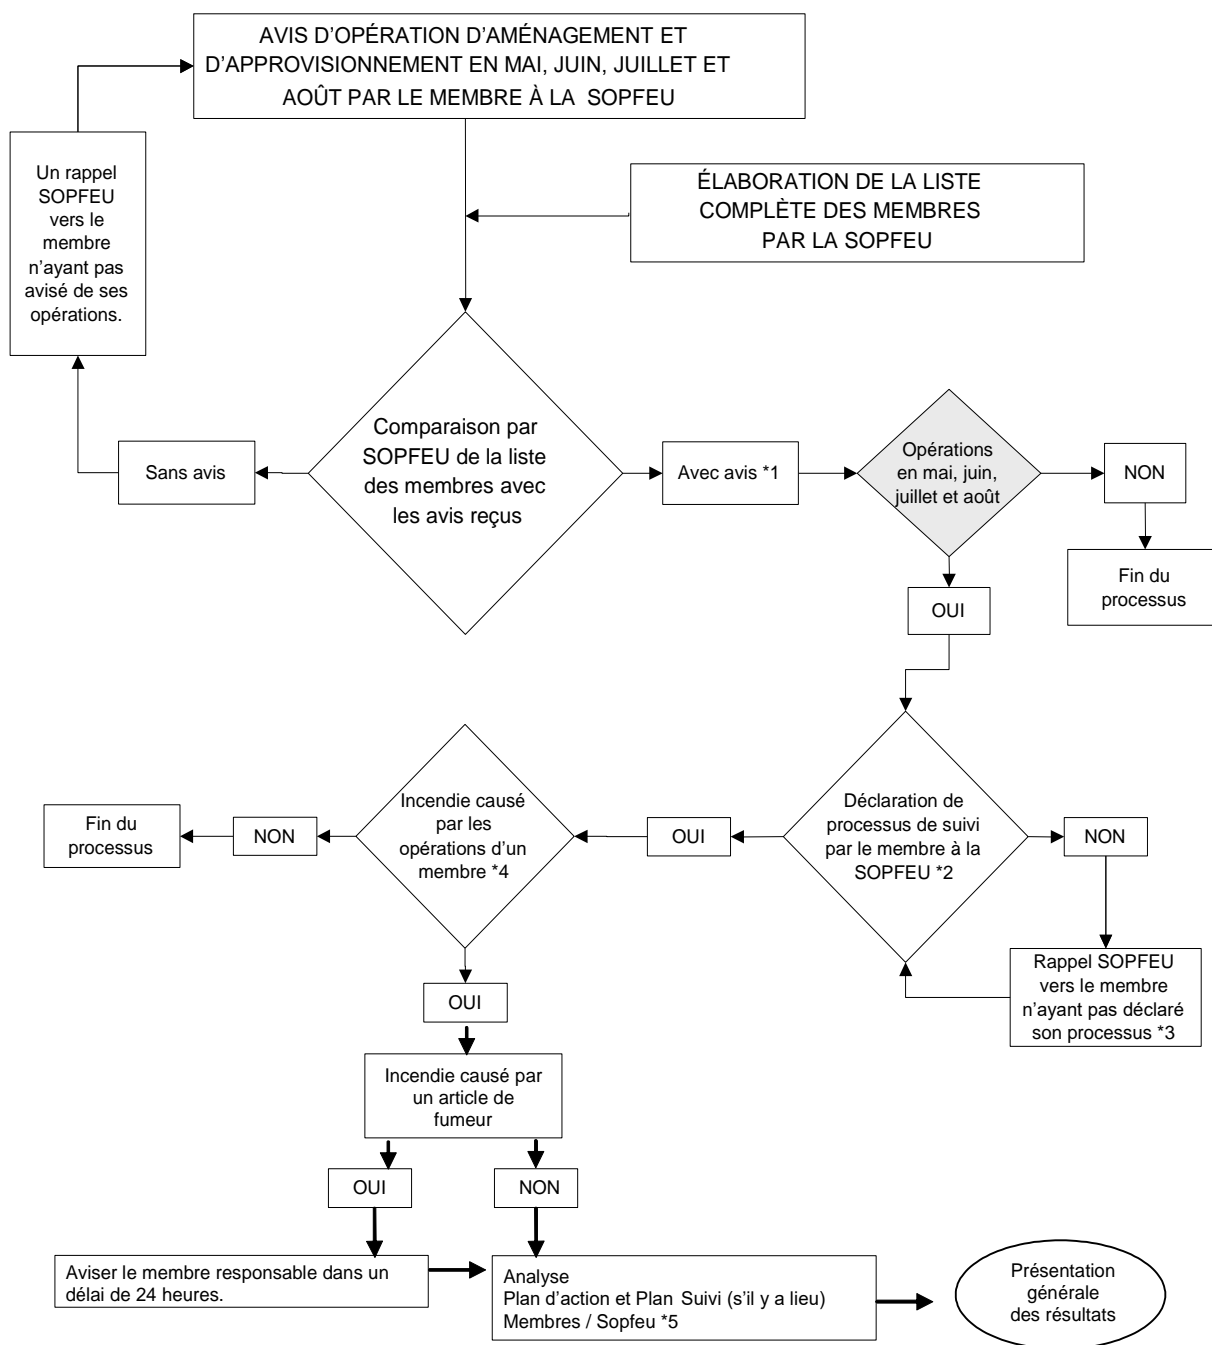 AVIS D'OPÉRATION D'AMÉNAGEMENT ET
D'APPROVISIONNEMENT EN MAI, JUIN, JUILLET ET
AOÛT PAR LE MEMBRE À LA SOPFEU
Un rappel
SOPFEU
vers le
membre
n'ayant pas
avisé de ses
opérations.
ÉLABORATION DE LA LISTE
COMPLÈTE DES MEMBRES
PAR LA SOPFEU
Sans avis
Comparaison par
SOPFEU de la liste
des membres avec
les avis reçus
Avec avis *1
Opérations
en mai, juin,
juillet et août
NON
Fin du
processus
OUI
Fin du
processus
NON
Incendie causé
par les
opérations d'un
membre *4
OUI
Déclaration de
processus de suivi
par le membre à la
SOPFEU *2
NON
Rappel SOPFEU
vers le membre
n'ayant pas déclaré
son processus *3
OUI
Incendie causé par
un article de
fumeur
OUI
NON
Aviser le membre responsable dans un
délai de 24 heures.
Analyse
Plan d'action et Plan Suivi (s'il y a lieu)
Membres / Sopfeu *5
Présentation
générale
des résultats